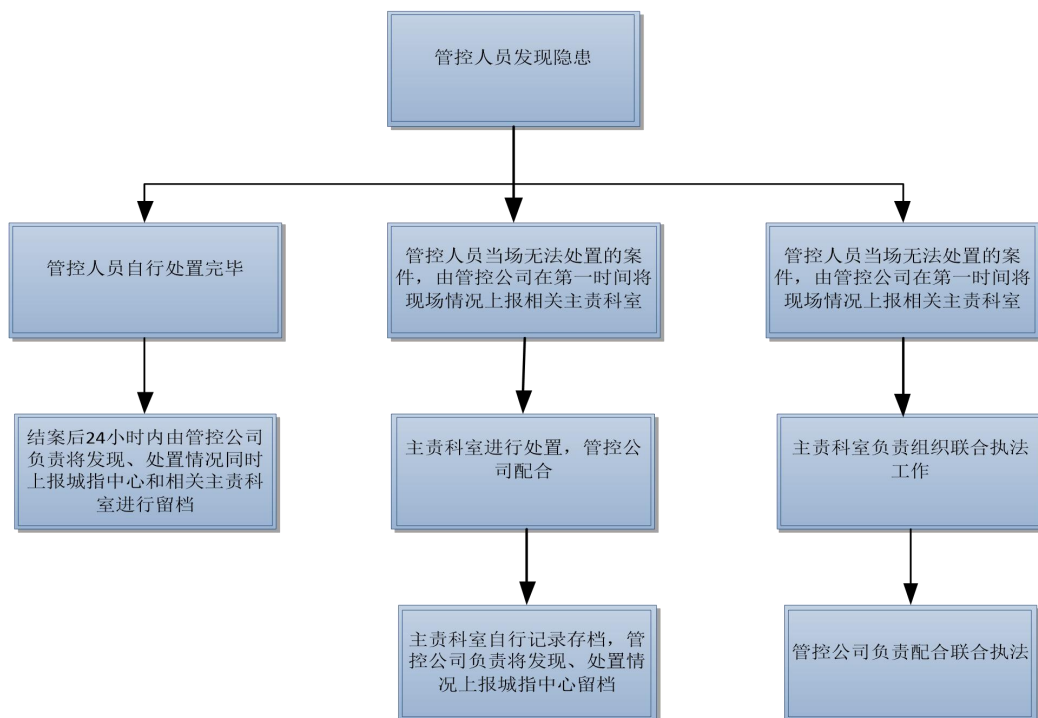 管控人员发现隐患
管控人员自行处置完毕
管控人员当场无法处置的案
件，由管控公司在第一时间将
现场情况上报相关主责科室
管控人员当场无法处置的案
件，由管控公司在第一时间将
现场情况上报相关主责科室
结案后24小时内由管控公司
负责将发现、处置情况同时
上报城指中心和相关主责科
室进行留档
主责科室进行处置，管控公
司配合
主责科室负责组织联合执法
工作
主责科室自行记录存档，管
控公司负责将发现、处置情
况上报城指中心留档
管控公司负责配合联合执法